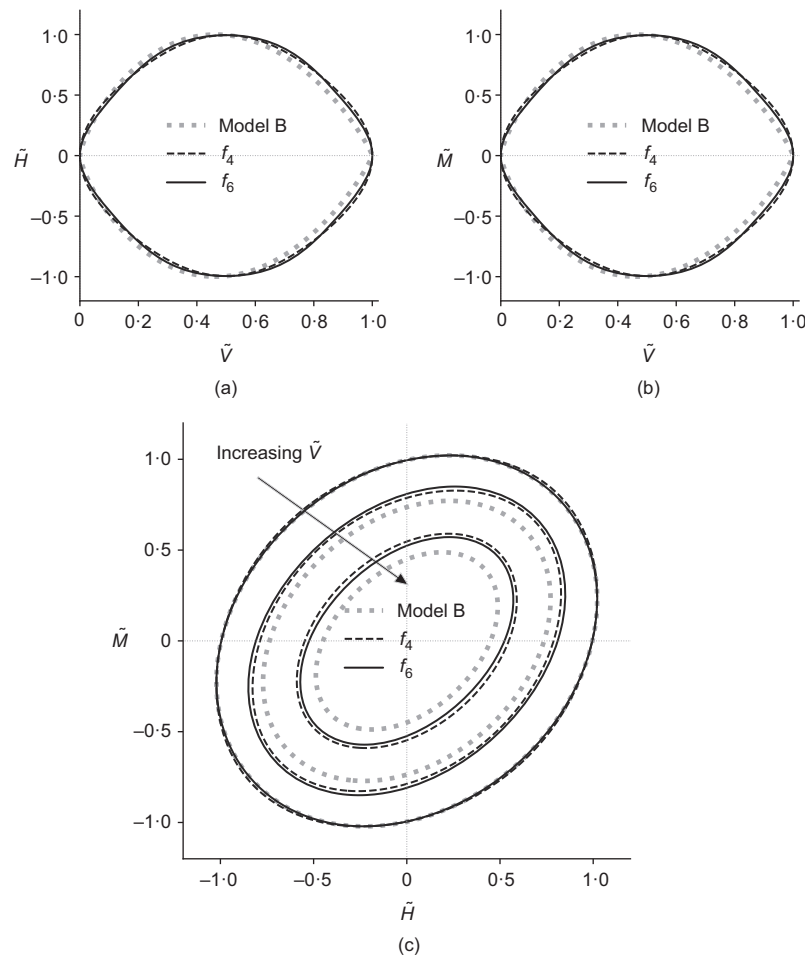 1·0
0·5
0
–0·5
–1·0
H̃
Model B
f4
f6
0
0·2
0·4
0·6
0·8
1·0
Ṽ
(a)
1·0
0·5
0
–0·5
–1·0
M̃
Model B
f4
f6
0
0·2
0·4
0·6
0·8
1·0
Ṽ
(b)
1·0
0·5
0
–0·5
–1·0
M̃
Increasing Ṽ
Model B
f4
f6
–1·0
–0·5
0
0·5
1·0
H̃
(c)